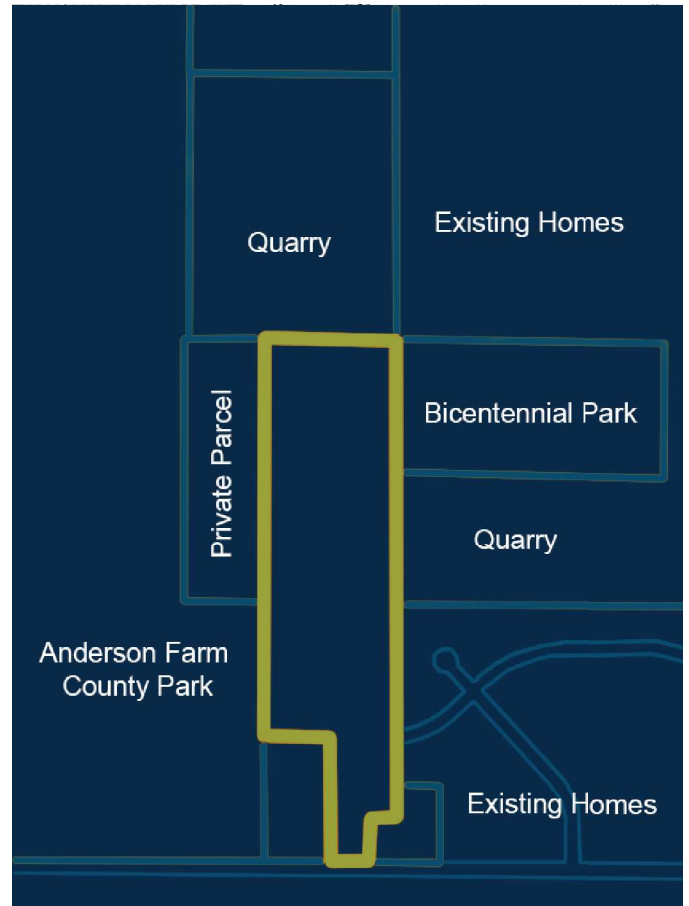 Existing Homes
Quarry
Bicentennial Park
Private Parcel
Quarry
Anderson Farm
County Park
Existing Homes